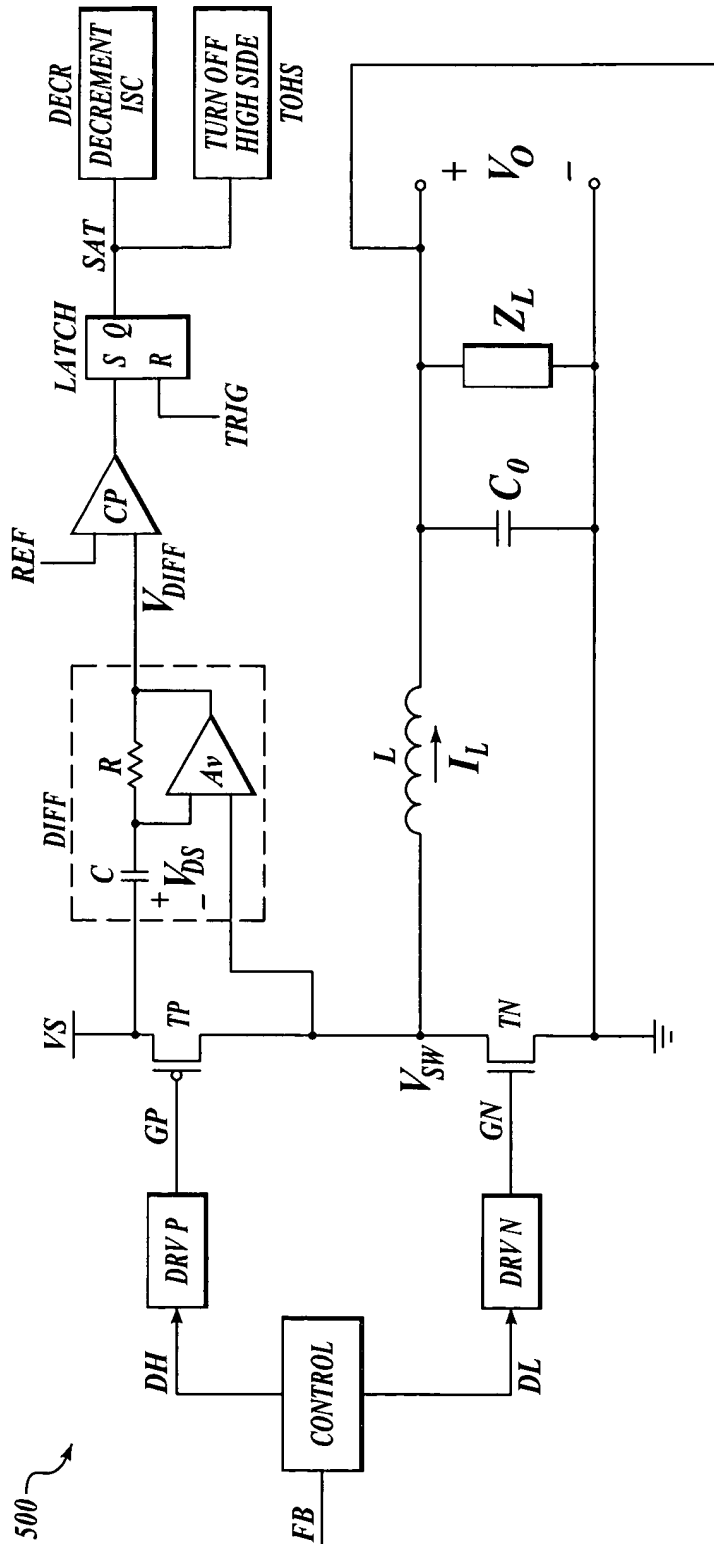 500
FB
CONTROL
DH
DL
DRV P
DRV N
GP
GN
VS
TP
V_SW
TN
DIFF
C
+ V_DS -
R
Av
V_DIFF
REF
CP
LATCH
S Q
R
TRIG
SAT
DECR
DECREMENT
ISC
TURN OFF
HIGH SIDE
TOHS
L
I_L
C_0
Z_L
+
V_O
-